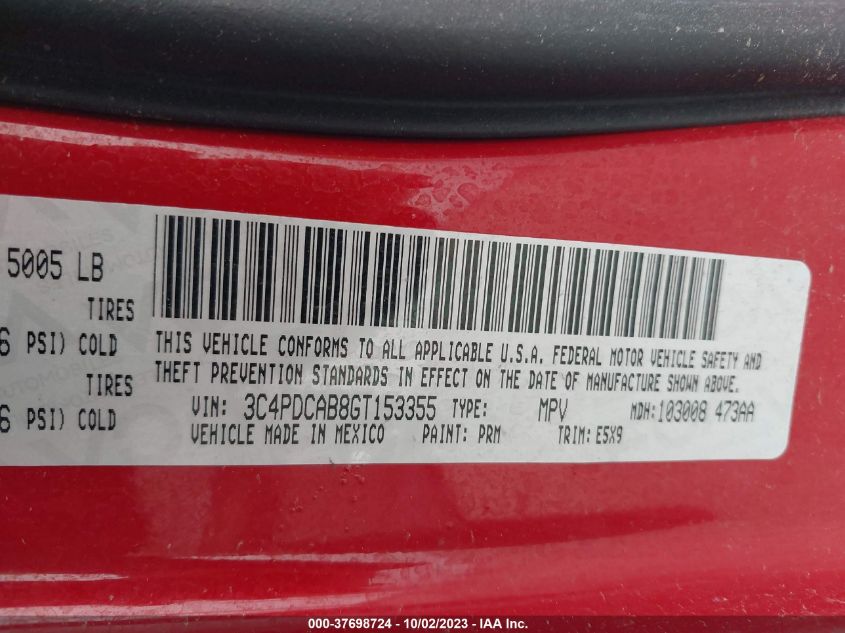 5005 LB
TIRES
PSI) COLD
TIRES
PSI) COLD
THIS VEHICLE CONFORMS TO ALL APPLICABLE U.S.A. FEDERAL MOTOR VEHICLE SAFETY AND
THEFT PREVENTION STANDARDS IN EFFECT ON THE DATE OF MANUFACTURE SHOWN ABOVE.
VIN: 3C4PDCAB8GT153355 TYPE: MPV MDH:103008 473AA
VEHICLE MADE IN MEXICO PAINT: PRM TRIM: E5X9
000-37698724 - 10/02/2023 - IAA Inc.